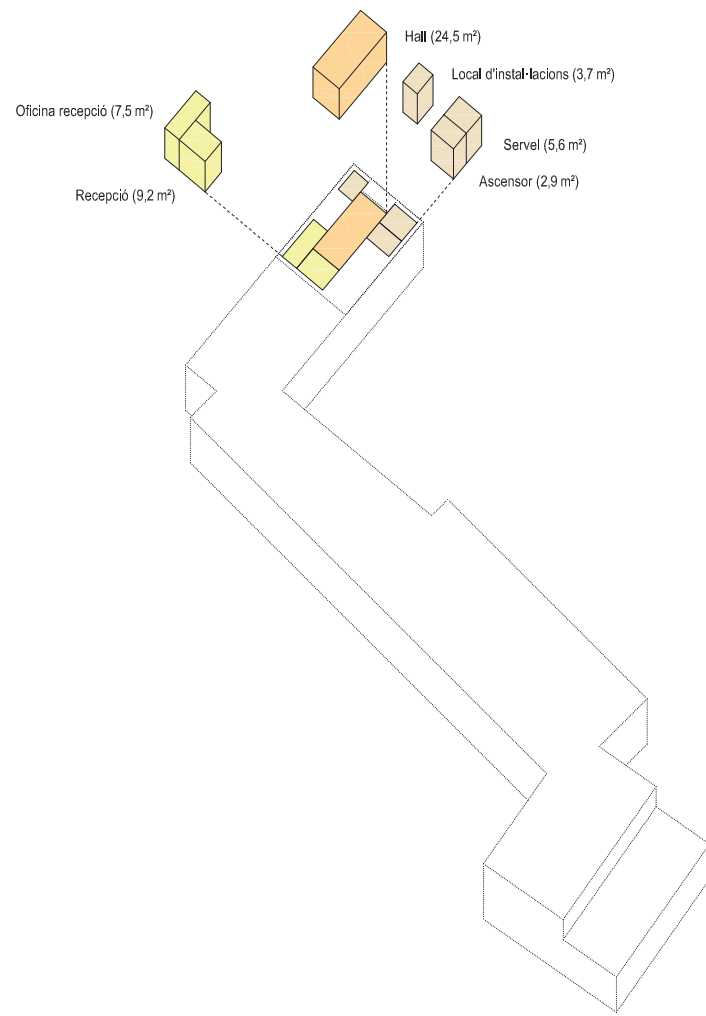 Hall (24,5 m²)
Local d'instal·lacions (3,7 m²)
Oficina recepció (7,5 m²)
Servel (5,6 m²)
Ascensor (2,9 m²)
Recepció (9,2 m²)